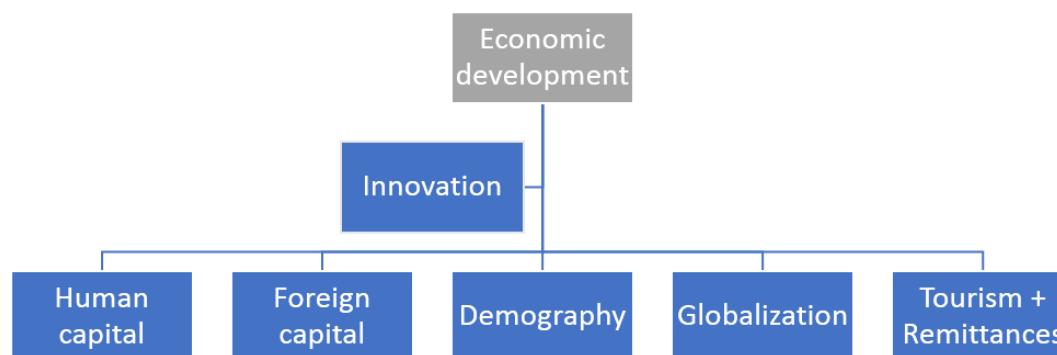 Economic
development
Innovation
Human
capital
Foreign
capital
Demography
Globalization
Tourism +
Remittances